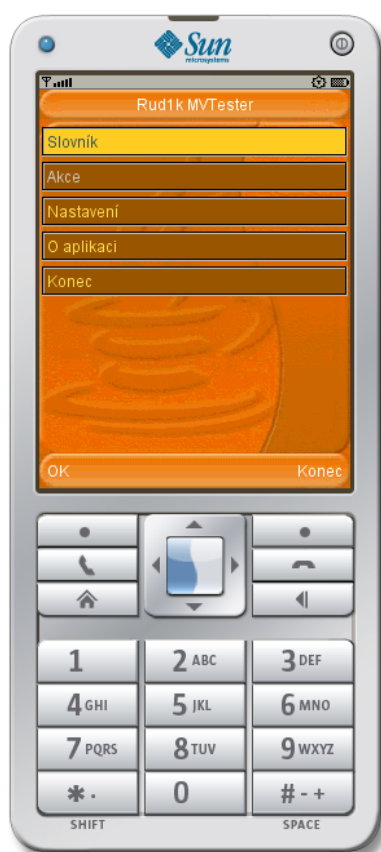 Sun
microsystems
Rud1k MVTester
Slovník
Akce
Nastavení
O aplikaci
Konec
OK Konec
1 2 ABC 3 DEF
4 GHI 5 JKL 6 MNO
7 PQRS 8 TUV 9 WXYZ
* . 0 # - +
SHIFT SPACE